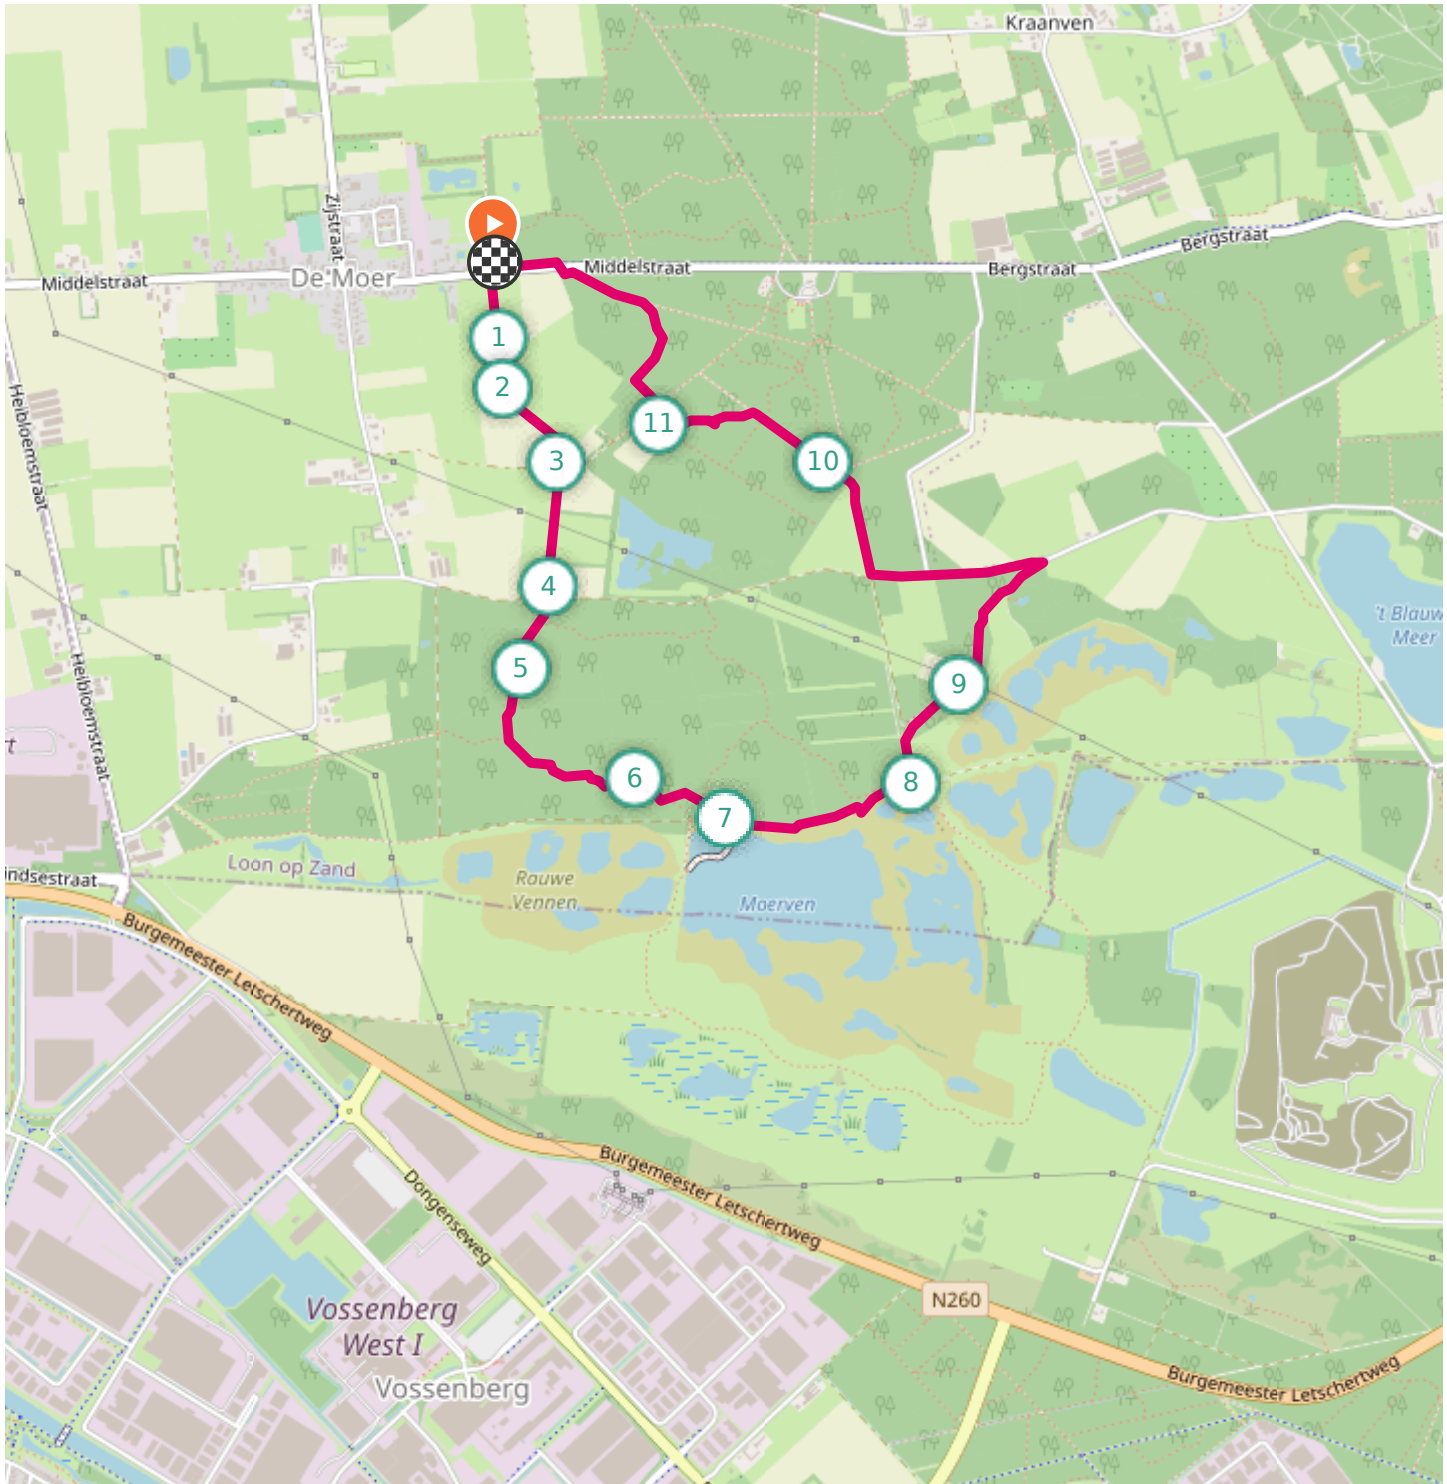 Kraanven
Zijstraat
Bergstraat
Middelstraat
De Moer
Middelstraat
Bergstraat
1
2
Heibloemstraat
11
3
10
4
't Blauw
Meer
5
9
Heibloemstraat
6
8
7
Loon op Zand
indsestraat
Rauwe
Vennen
Moerven
Burgemeester Letschertweg
Burgemeester Letschertweg
Dongenseweg
N260
Vossenberg
West I
Vossenberg
Burgemeester Letschertweg